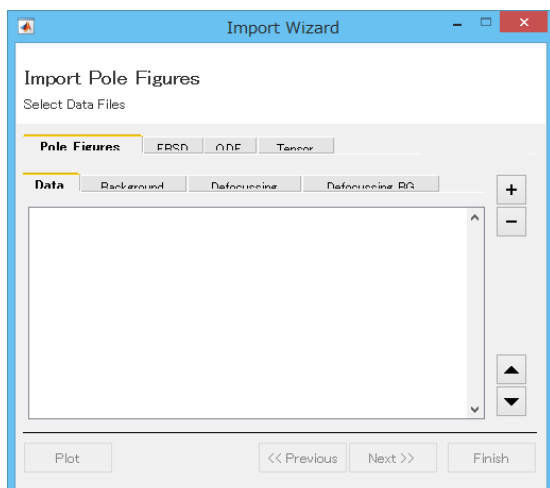 Import Wizard
Import Pole Figures
Select Data Files
Pole Figures EBSD ODF Tensor
Data Background Defocussing Defocussing BG
+
−
Plot << Previous Next >> Finish